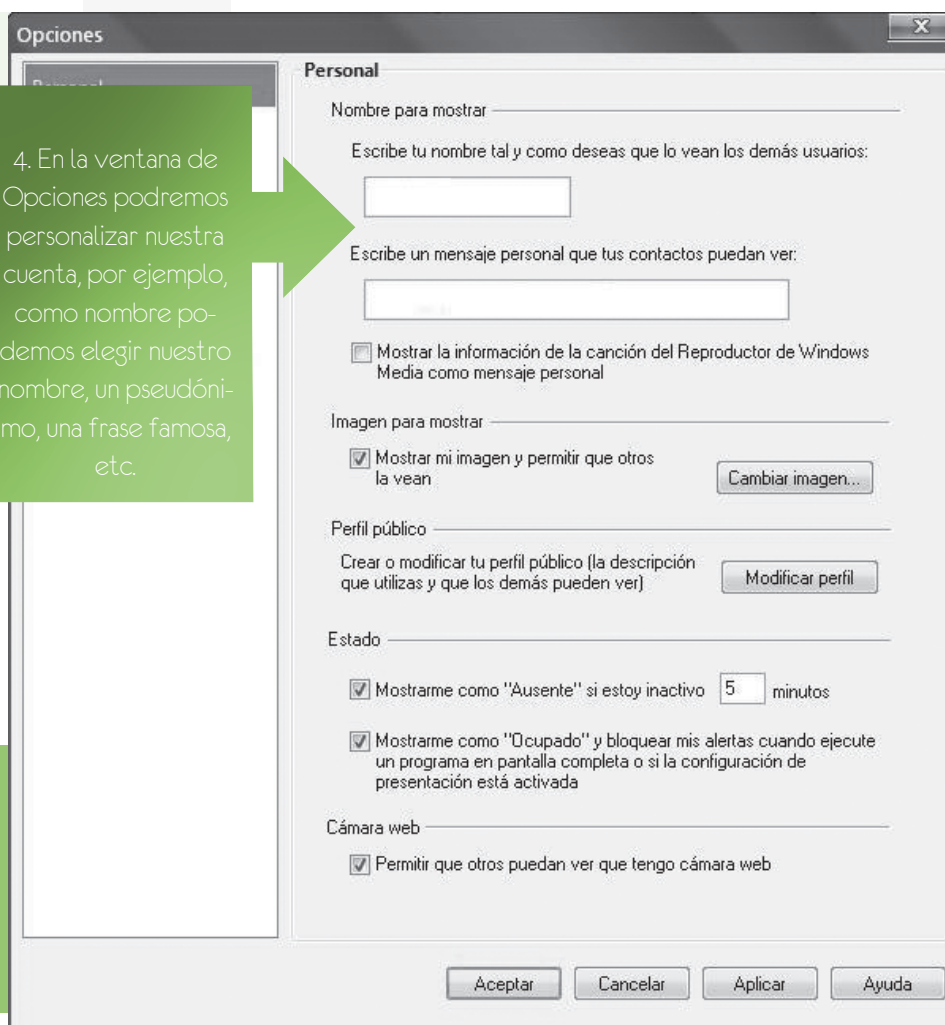 Opciones
Personal
4. En la ventana de
Opciones podremos
personalizar nuestra
cuenta, por ejemplo,
como nombre po-
demos elegir nuestro
nombre, un pseudóni-
mo, una frase famosa,
etc.
Personal
Nombre para mostrar
Escribe tu nombre tal y como deseas que lo vean los demás usuarios:
Escribe un mensaje personal que tus contactos puedan ver:
Mostrar la información de la canción del Reproductor de Windows
Media como mensaje personal
Imagen para mostrar
Mostrar mi imagen y permitir que otros
la vean
Cambiar imagen...
Perfil público
Crear o modificar tu perfil público (la descripción
que utilizas y que los demás pueden ver)
Modificar perfil
Estado
Mostrarme como "Ausente" si estoy inactivo 5 minutos
Mostrarme como "Ocupado" y bloquear mis alertas cuando ejecute
un programa en pantalla completa o si la configuración de
presentación está activada
Cámara web
Permitir que otros puedan ver que tengo cámara web
Aceptar Cancelar Aplicar Ayuda